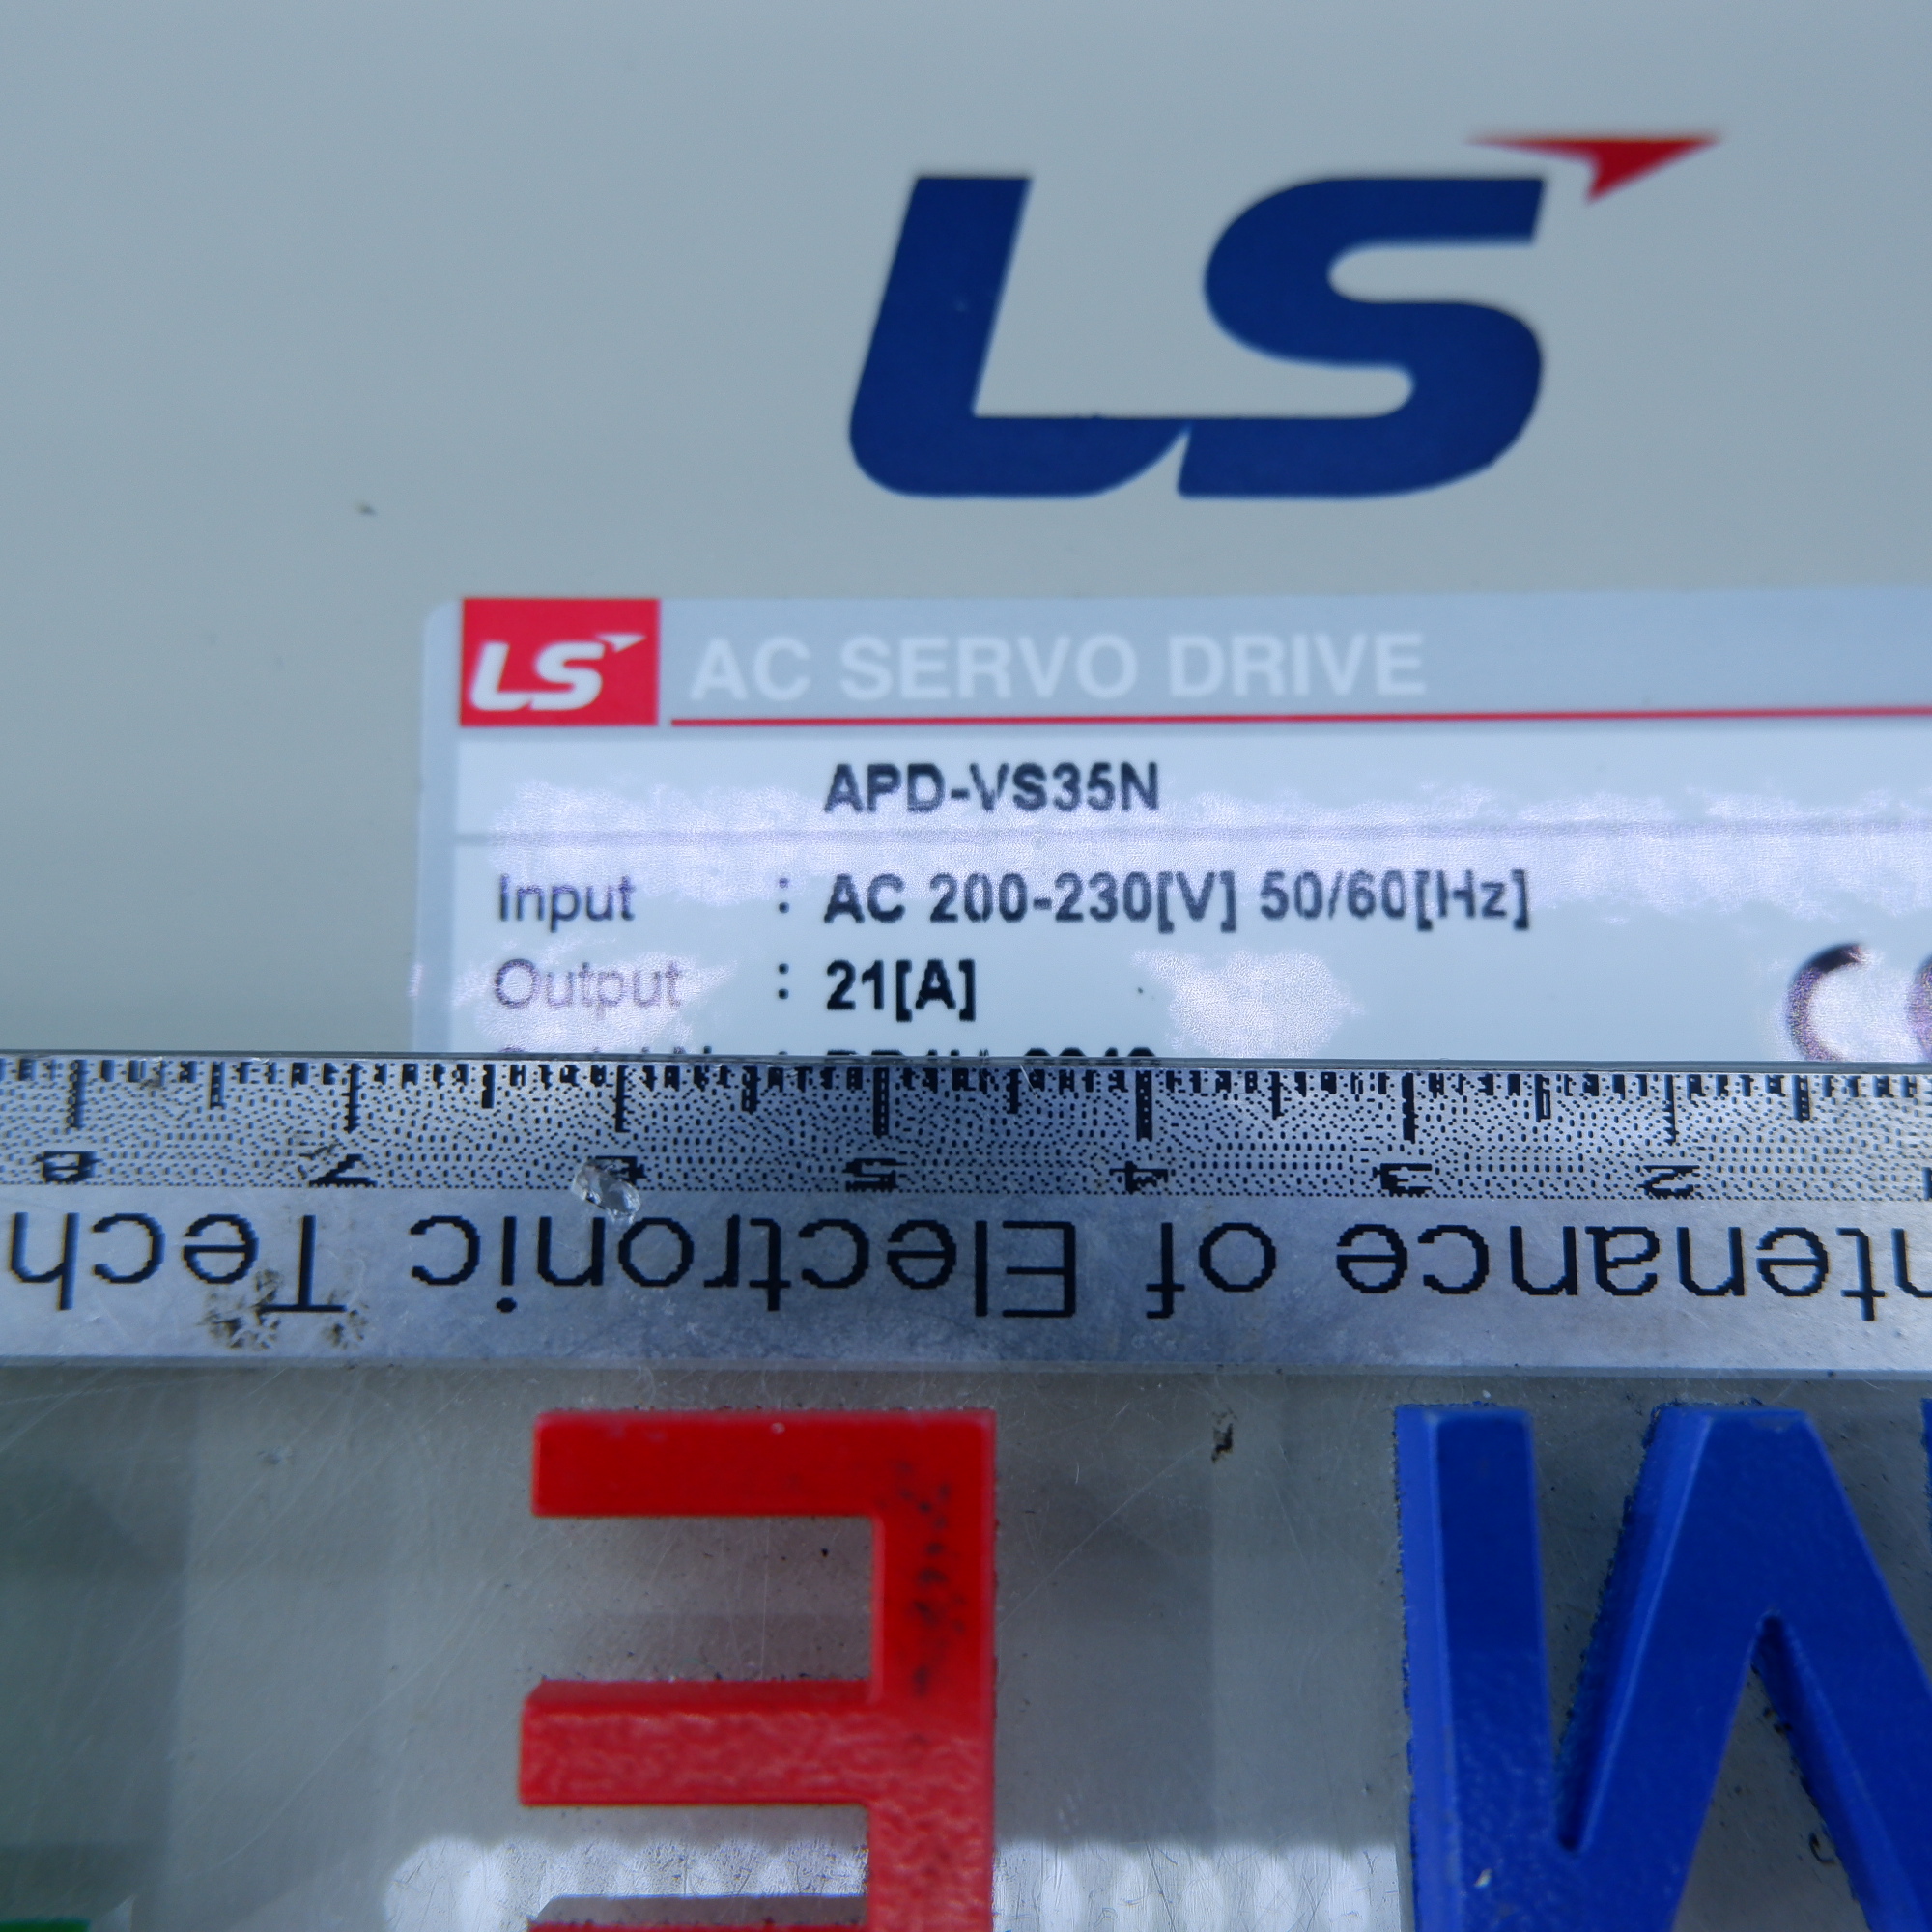 LS
LS AC SERVO DRIVE
APD-VS35N
Input : AC 200-230[V] 50/60[Hz]
Output : 21[A]
8 7 6 5 4 3 2
tenance of Electronic Tech
E